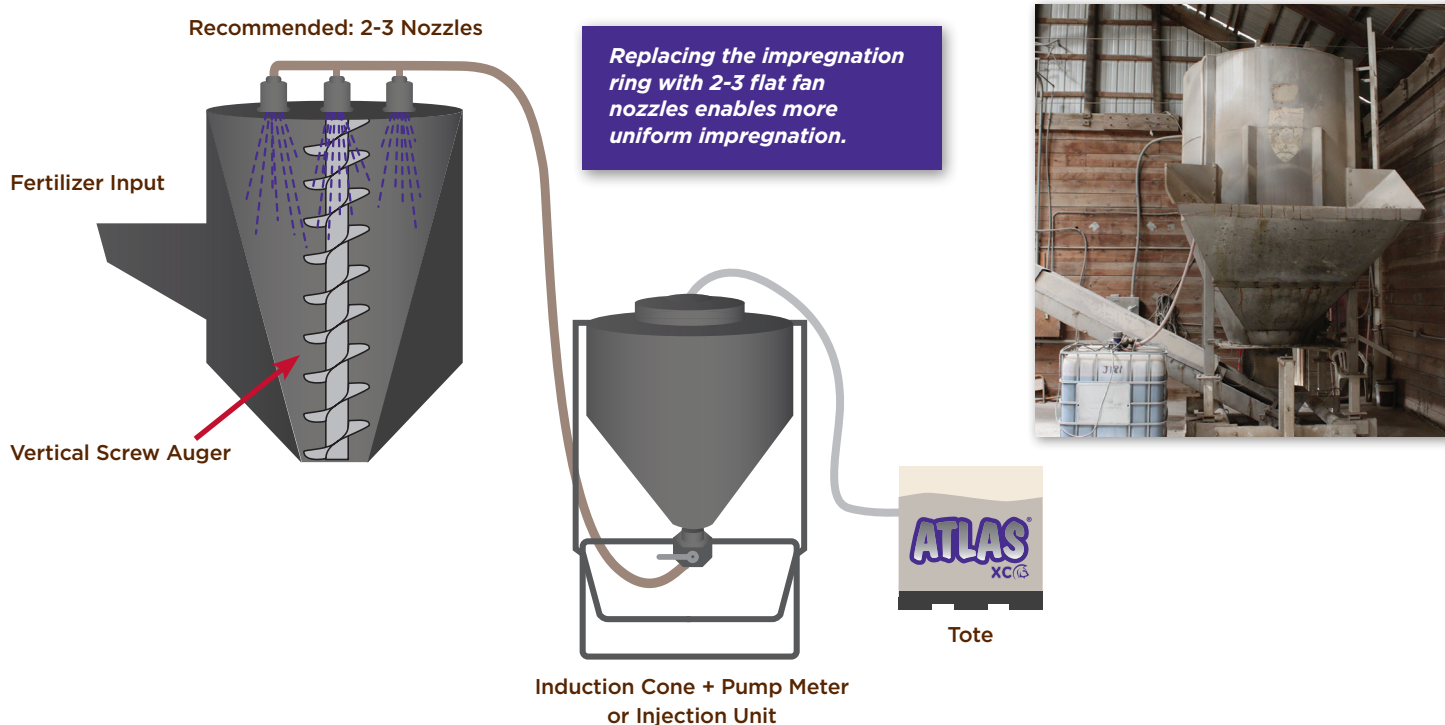 Recommended: 2-3 Nozzles
Replacing the impregnation
ring with 2-3 flat fan
nozzles enables more
uniform impregnation.
Fertilizer Input
Vertical Screw Auger
ATLAS®
XC
Tote
Induction Cone + Pump Meter
or Injection Unit